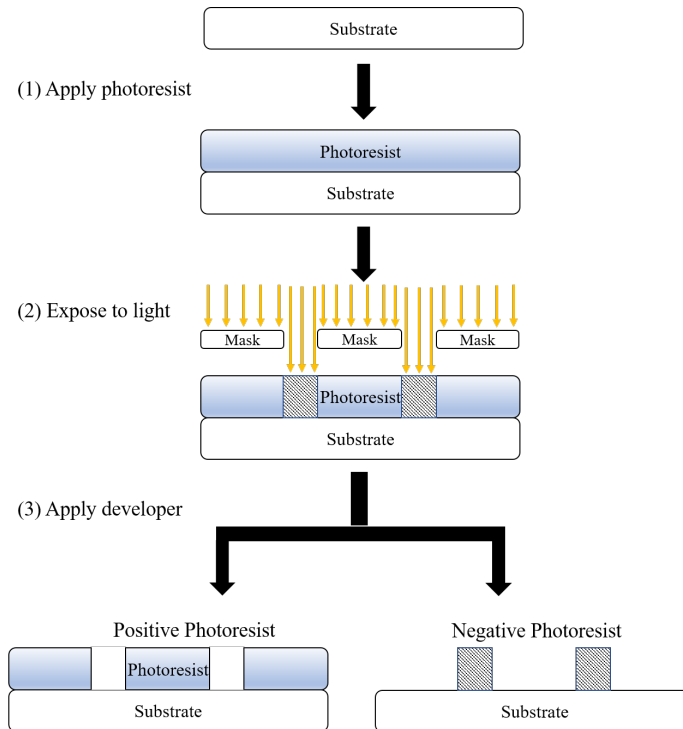 Substrate
(1) Apply photoresist
Photoresist
Substrate
(2) Expose to light
Mask
Mask
Mask
Photoresist
Substrate
(3) Apply developer
Positive Photoresist
Negative Photoresist
Photoresist
Substrate
Substrate